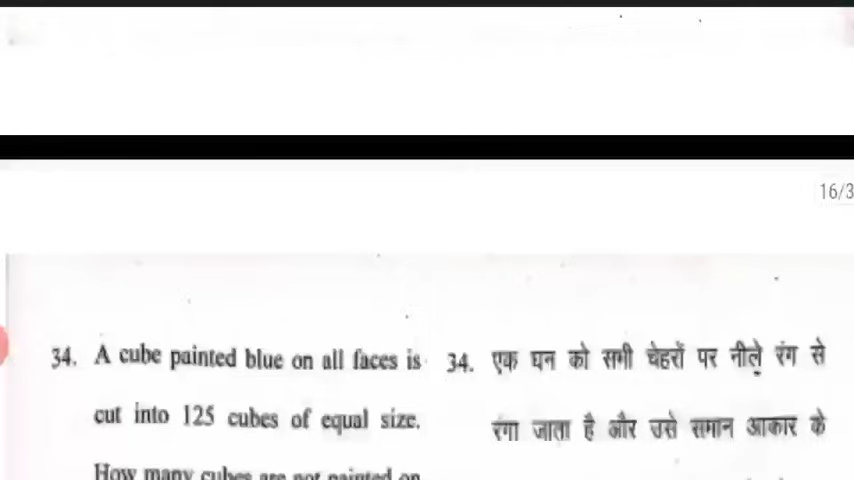 16/3
34. A cube painted blue on all faces is
cut into 125 cubes of equal size.
How many cubes are not painted on
34. एक घन को सभी चेहरों पर नीले रंग से
रंगा जाता है और उसे समान आकार के